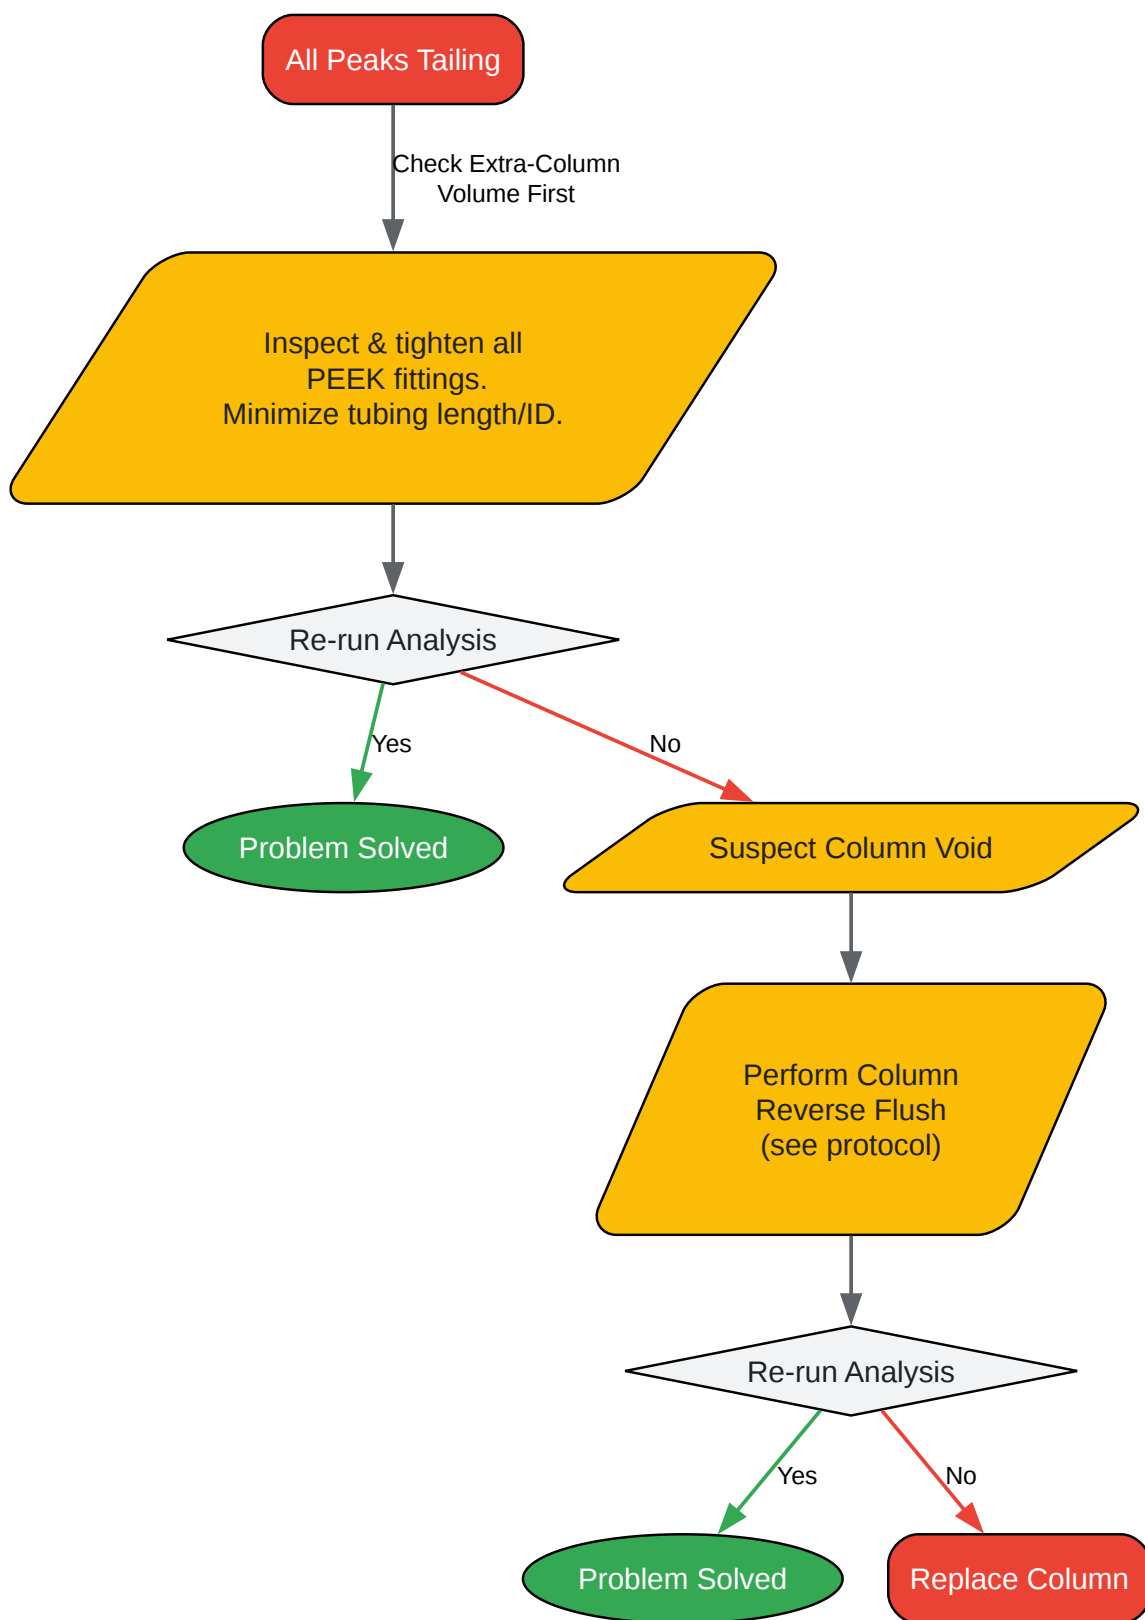 All Peaks Tailing
Check Extra-Column
Volume First
Inspect & tighten all
PEEK fittings.
Minimize tubing length/ID.
Re-run Analysis
Yes
No
Problem Solved
Suspect Column Void
Perform Column
Reverse Flush
(see protocol)
Re-run Analysis
Yes
No
Problem Solved
Replace Column